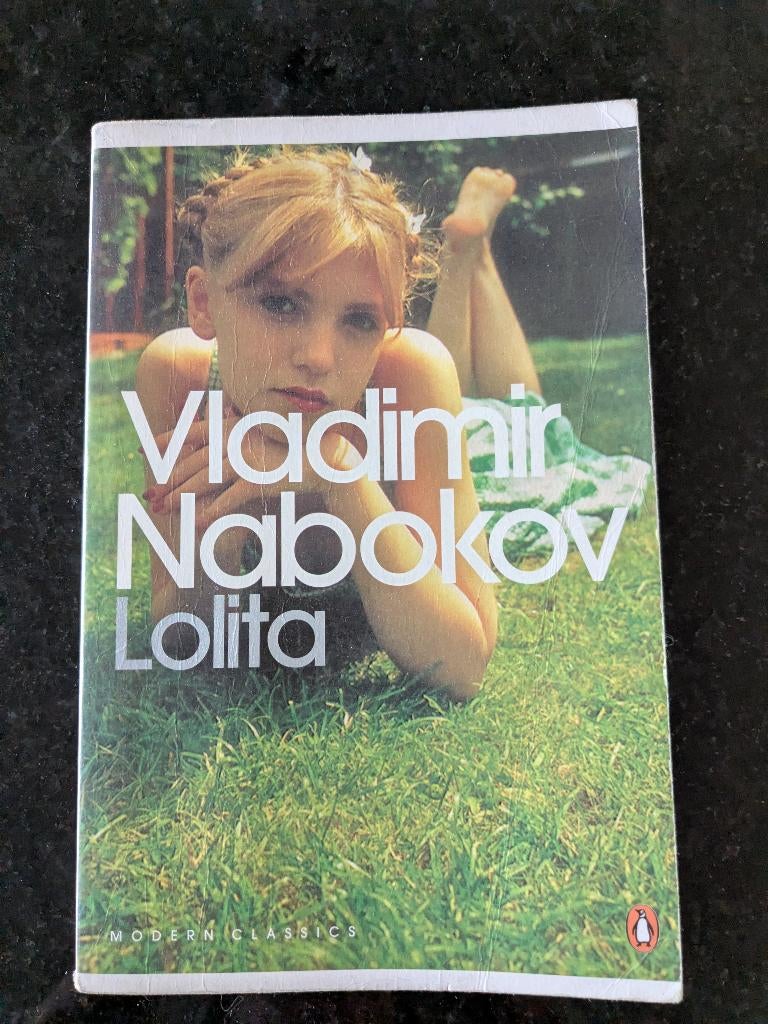 Vladimir
Nabokov
Lolita
MODERN CLASSICS